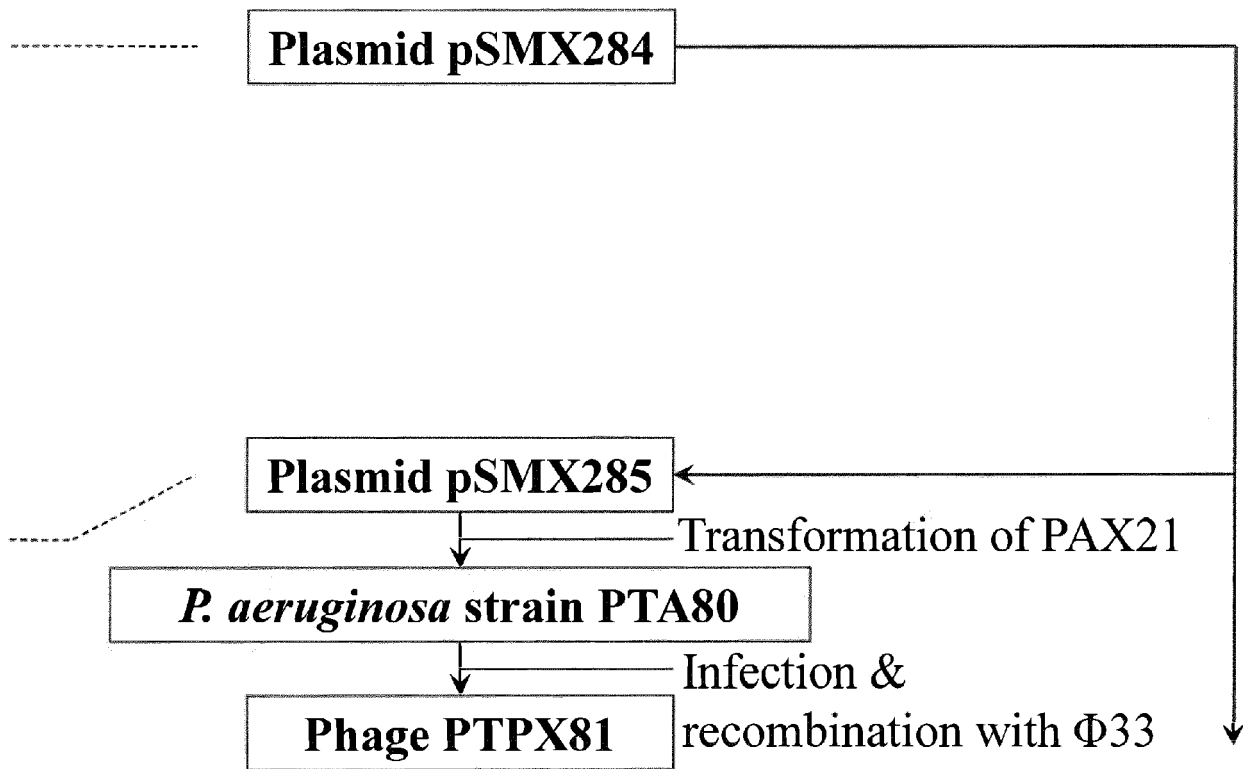 Plasmid pSMX284
Plasmid pSMX285
Transformation of PAX21
P. aeruginosa strain PTA80
Infection &
recombination with Φ33
Phage PTPX81